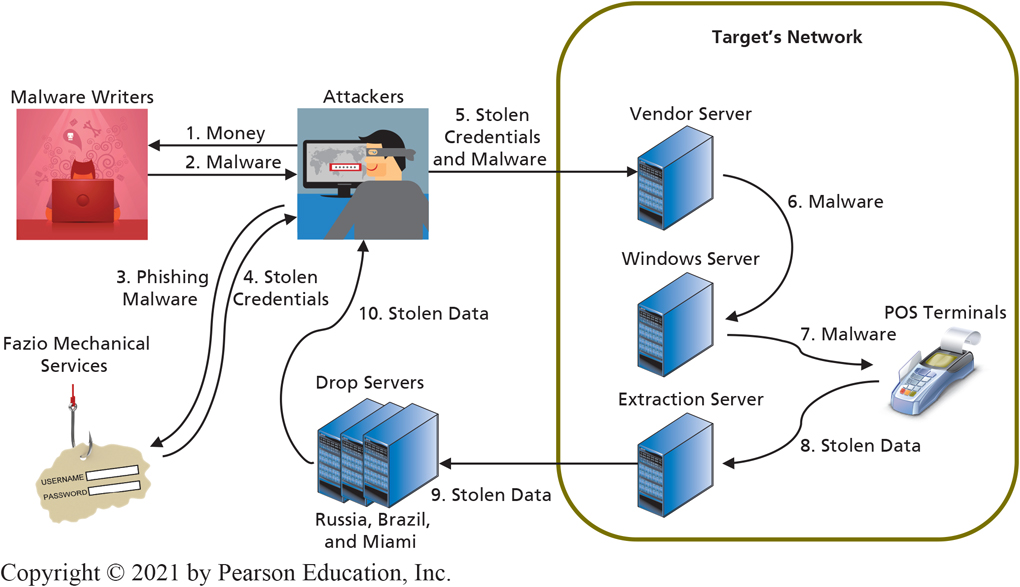 Target's Network
Malware Writers
Attackers
1. Money
2. Malware
5. Stolen
Credentials
and Malware
Vendor Server
6. Malware
3. Phishing
Malware
4. Stolen
Credentials
Windows Server
10. Stolen Data
7. Malware
POS Terminals
Fazio Mechanical
Services
Drop Servers
Extraction Server
8. Stolen Data
USERNAME
PASSWORD
9. Stolen Data
Russia, Brazil,
and Miami
Copyright © 2021 by Pearson Education, Inc.